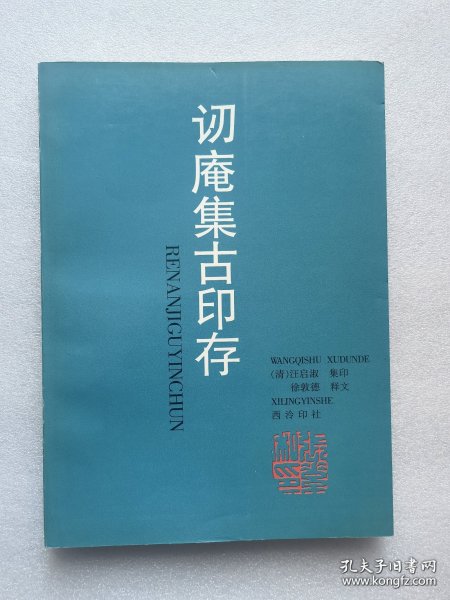 讱庵集古印存
RENANJIGUYINCHUN
WANGQISHU XUDUNDE
(清)汪启淑 集印
徐敦德 释文
XILINGYINSHE
西泠印社
孔夫子旧书网
www.kongfz.com